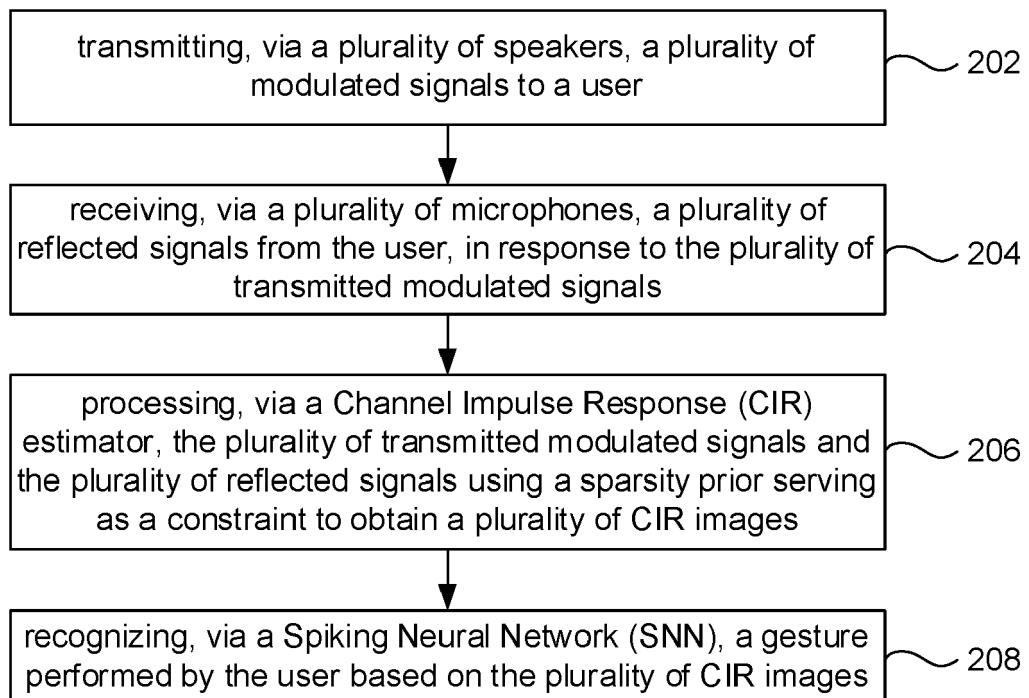 transmitting, via a plurality of speakers, a plurality of
modulated signals to a user
202
receiving, via a plurality of microphones, a plurality of
reflected signals from the user, in response to the plurality of
transmitted modulated signals
204
processing, via a Channel Impulse Response (CIR)
estimator, the plurality of transmitted modulated signals and
the plurality of reflected signals using a sparsity prior serving
as a constraint to obtain a plurality of CIR images
206
recognizing, via a Spiking Neural Network (SNN), a gesture
performed by the user based on the plurality of CIR images
208